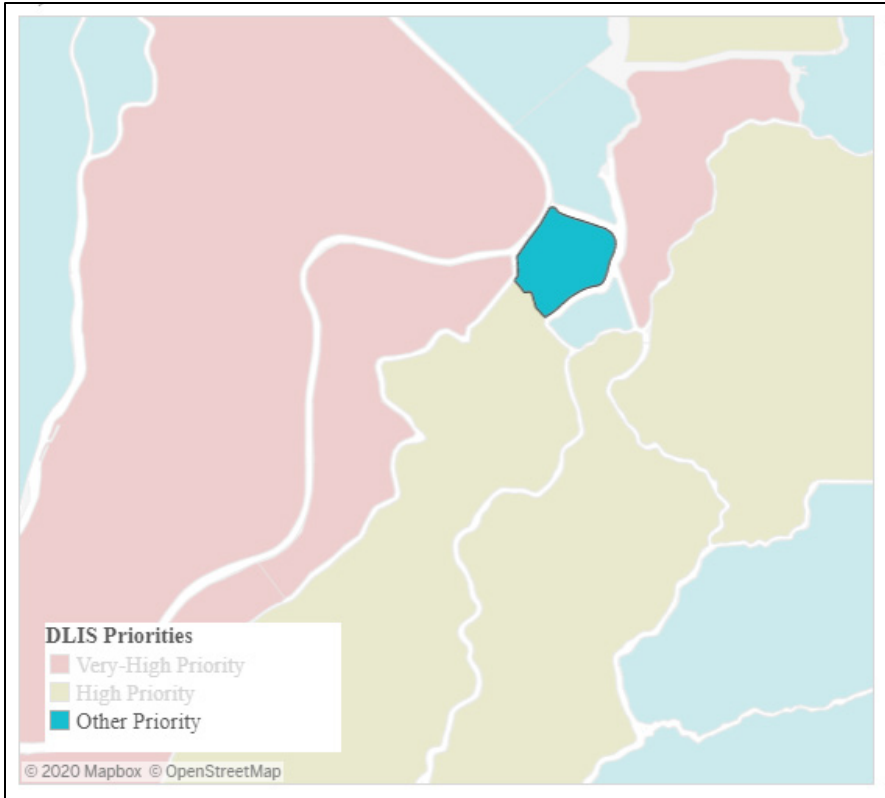 DLIS Priorities
Very-High Priority
High Priority
Other Priority
© 2020 Mapbox © OpenStreetMap